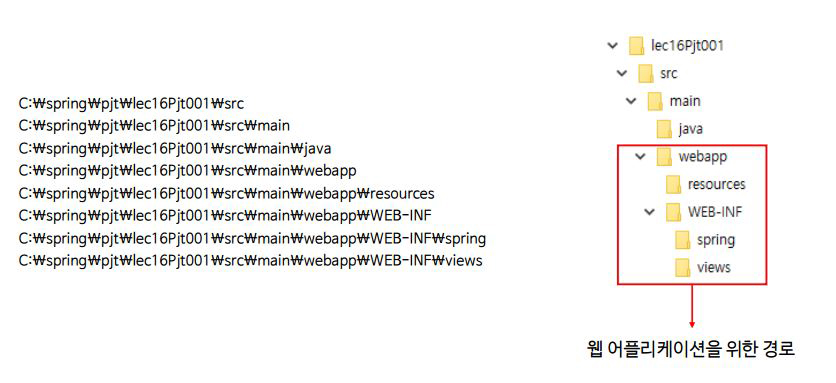 C:₩spring₩pjt₩lec16Pjt001₩src
C:₩spring₩pjt₩lec16Pjt001₩src₩main
C:₩spring₩pjt₩lec16Pjt001₩src₩main₩java
C:₩spring₩pjt₩lec16Pjt001₩src₩main₩webapp
C:₩spring₩pjt₩lec16Pjt001₩src₩main₩webapp₩resources
C:₩spring₩pjt₩lec16Pjt001₩src₩main₩webapp₩WEB-INF
C:₩spring₩pjt₩lec16Pjt001₩src₩main₩webapp₩WEB-INF₩spring
C:₩spring₩pjt₩lec16Pjt001₩src₩main₩webapp₩WEB-INF₩views
lec16Pjt001
src
main
java
webapp
resources
WEB-INF
spring
views
웹 어플리케이션을 위한 경로